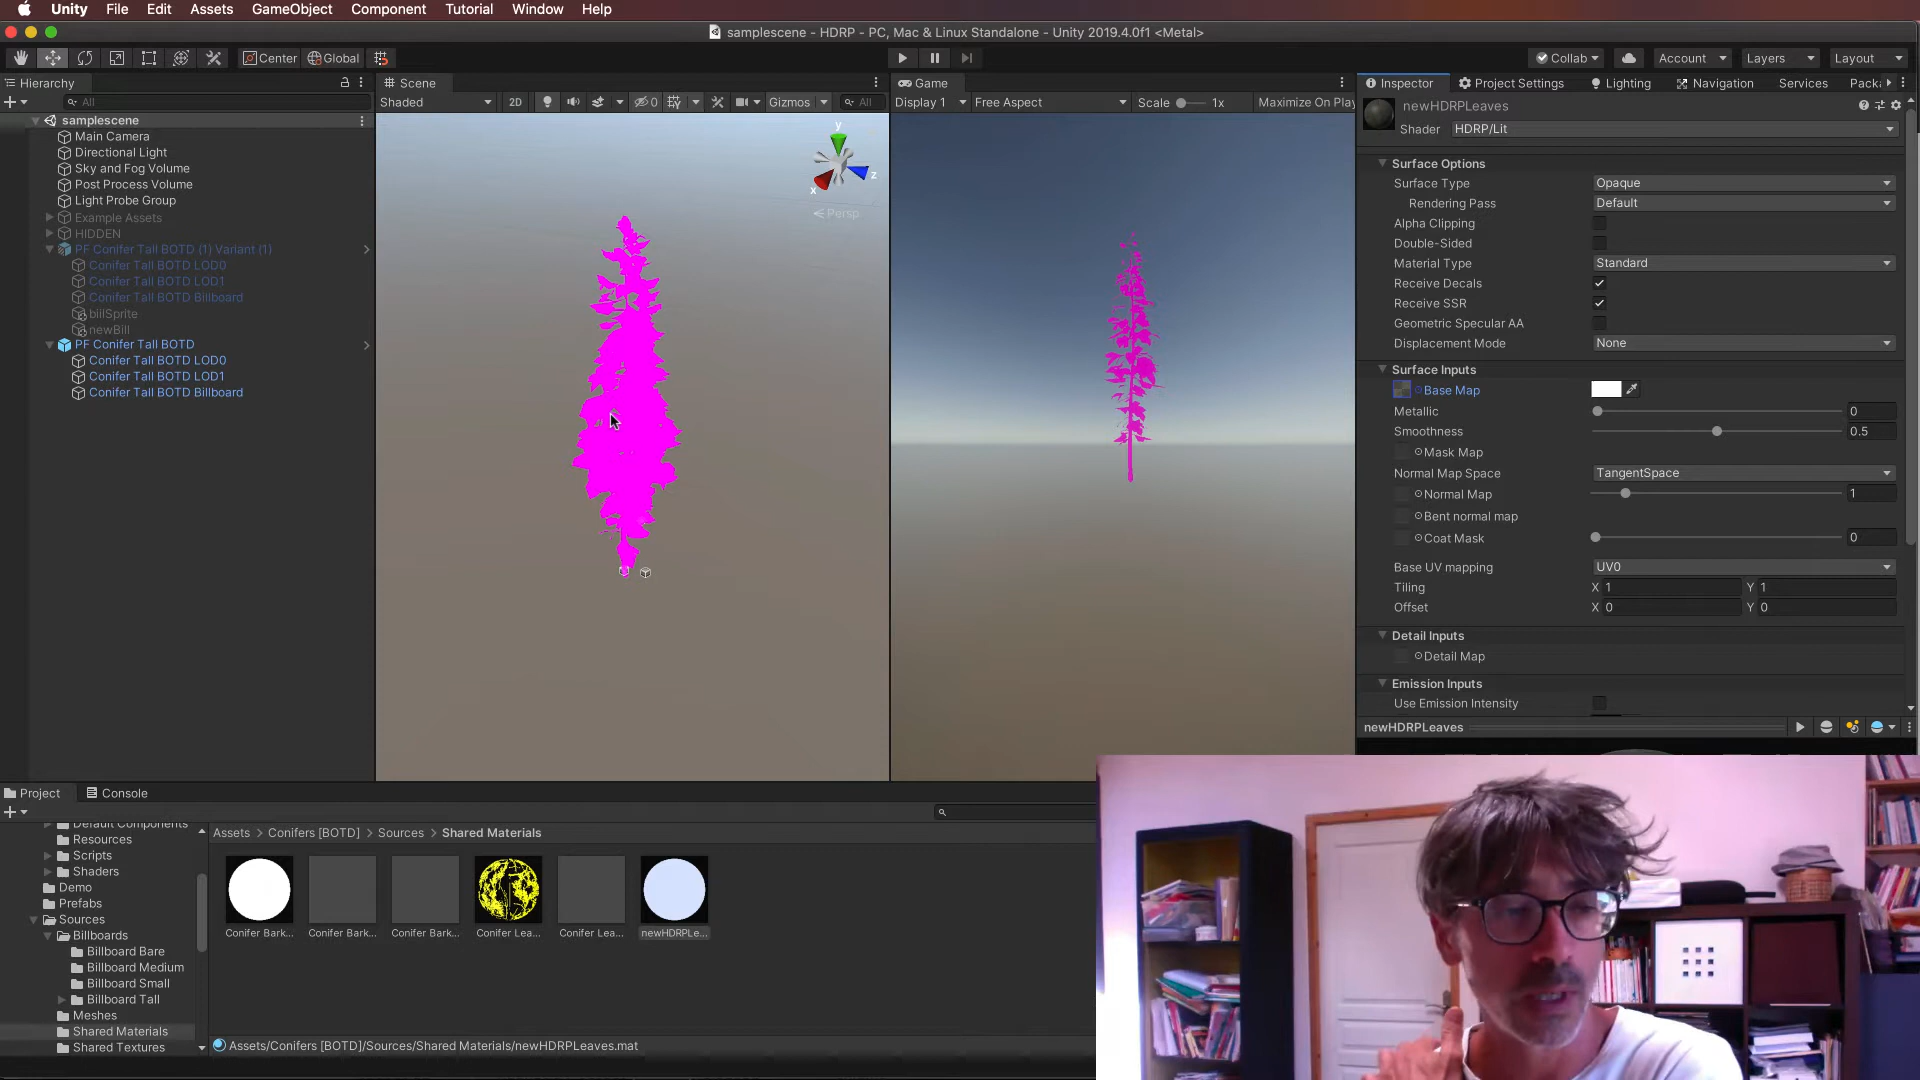 Unity File Edit Assets GameObject Component Tutorial Window Help
samplescene - HDRP - PC, Mac & Linux Standalone - Unity 2019.4.0f1 <Metal>
Center Global Collab Account Layers Layout
Hierarchy
All
samplescene
Main Camera
Directional Light
Sky and Fog Volume
Post Process Volume
Light Probe Group
Example Assets
HIDDEN
PF Conifer Tall BOTD (1) Variant (1)
Conifer Tall BOTD LOD0
Conifer Tall BOTD LOD1
Conifer Tall BOTD Billboard
biilSprite
newBill
PF Conifer Tall BOTD
Conifer Tall BOTD LOD0
Conifer Tall BOTD LOD1
Conifer Tall BOTD Billboard
Scene
Shaded 2D 0 Gizmos All
y
x
z
Persp
Game
Display 1 Free Aspect Scale 1x Maximize On Play
Inspector Project Settings Lighting Navigation Services Pack
newHDRPLeaves
Shader HDRP/Lit
Surface Options
Surface Type Opaque
Rendering Pass Default
Alpha Clipping
Double-Sided
Material Type Standard
Receive Decals
Receive SSR
Geometric Specular AA
Displacement Mode None
Surface Inputs
Base Map
Metallic 0
Smoothness 0.5
Mask Map
Normal Map Space TangentSpace
Normal Map 1
Bent normal map
Coat Mask 0
Base UV mapping UV0
Tiling X 1 Y 1
Offset X 0 Y 0
Detail Inputs
Detail Map
Emission Inputs
Use Emission Intensity
newHDRPLeaves
Project Console
Default Components
Resources
Scripts
Shaders
Demo
Prefabs
Sources
Billboards
Billboard Bare
Billboard Medium
Billboard Small
Billboard Tall
Meshes
Shared Materials
Shared Textures
Assets > Conifers [BOTD] > Sources > Shared Materials
Conifer Bark... Conifer Bark... Conifer Bark... Conifer Lea... Conifer Lea... newHDRPLe...
Assets/Conifers [BOTD]/Sources/Shared Materials/newHDRPLeaves.mat